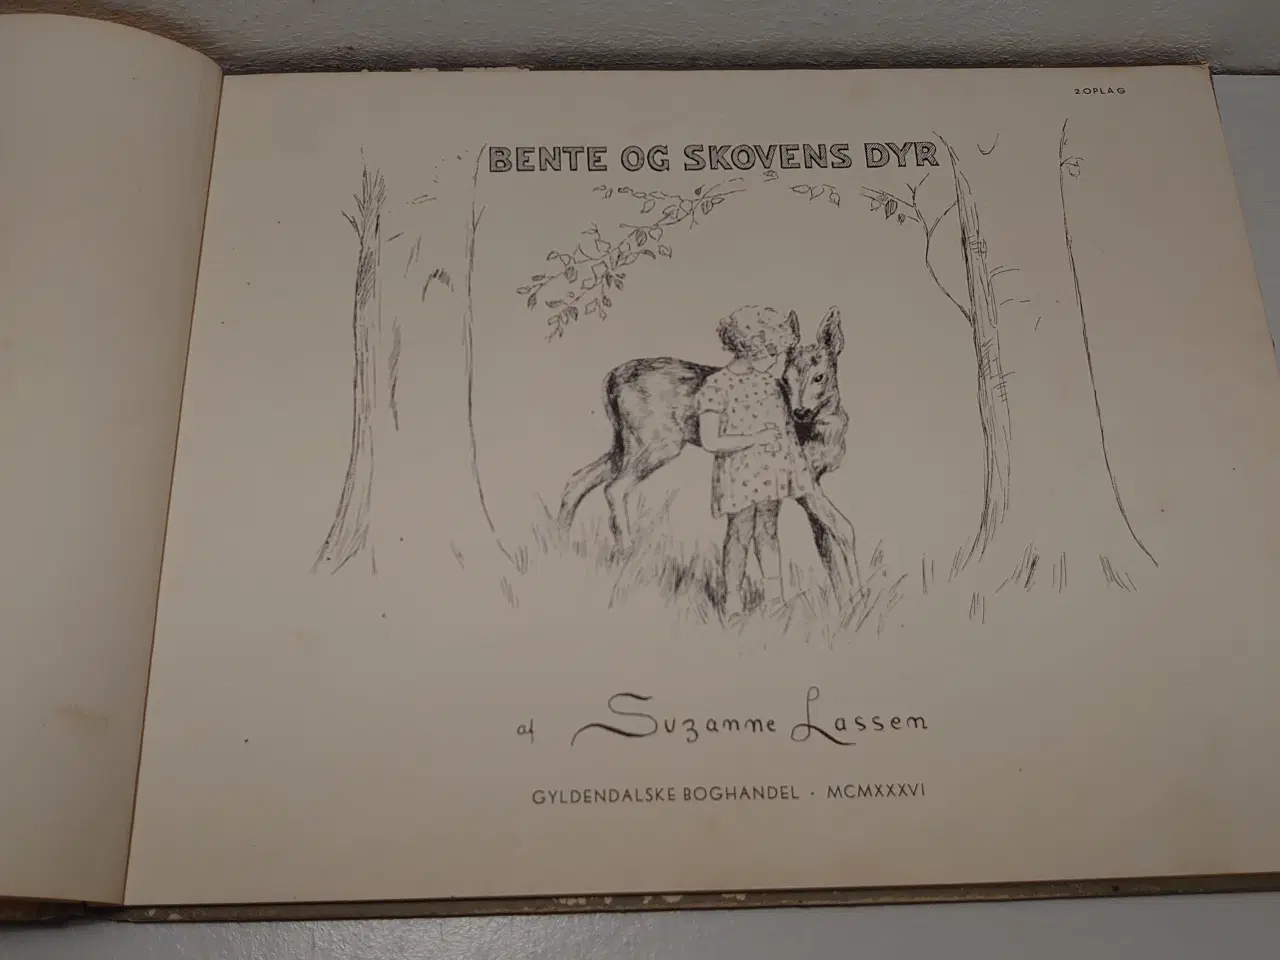 2.OPLAG
BENTE OG SKOVENS DYR
af Suzanne Lassen
GYLDENDALSKE BOGHANDEL · MCMXXXVI